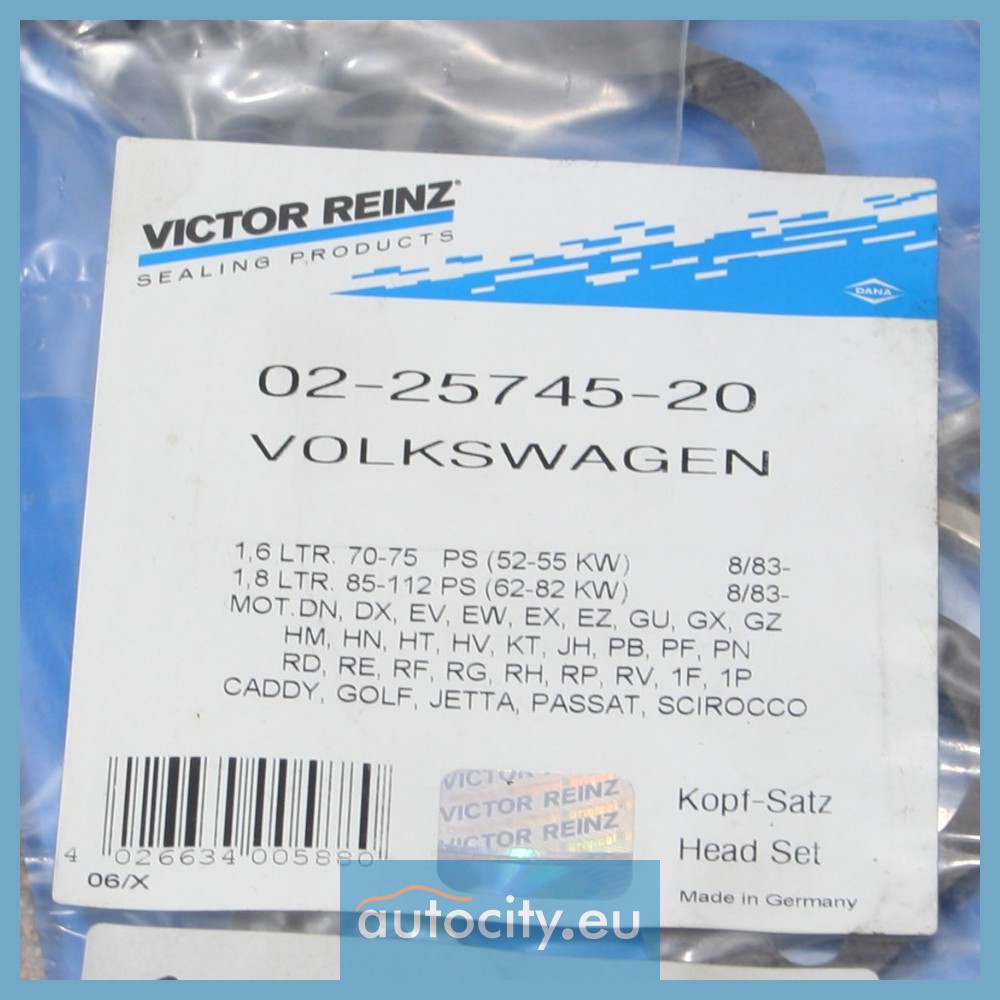 VICTOR REINZ®
SEALING PRODUCTS
DANA
02-25745-20
VOLKSWAGEN
1,6 LTR. 70-75 PS (52-55 KW) 8/83-
1,8 LTR. 85-112 PS (62-82 KW) 8/83-
MOT.DN, DX, EV, EW, EX, EZ, GU, GX, GZ
HM, HN, HT, HV, KT, JH, PB, PF, PN
RD, RE, RF, RG, RH, RP, RV, 1F, 1P
CADDY, GOLF, JETTA, PASSAT, SCIROCCO
VICTOR
VICTOR REINZ
original
VICTOR REINZ
original
Kopf-Satz
Head Set
Made in Germany
4 026634 005880
06/X
autocity.eu